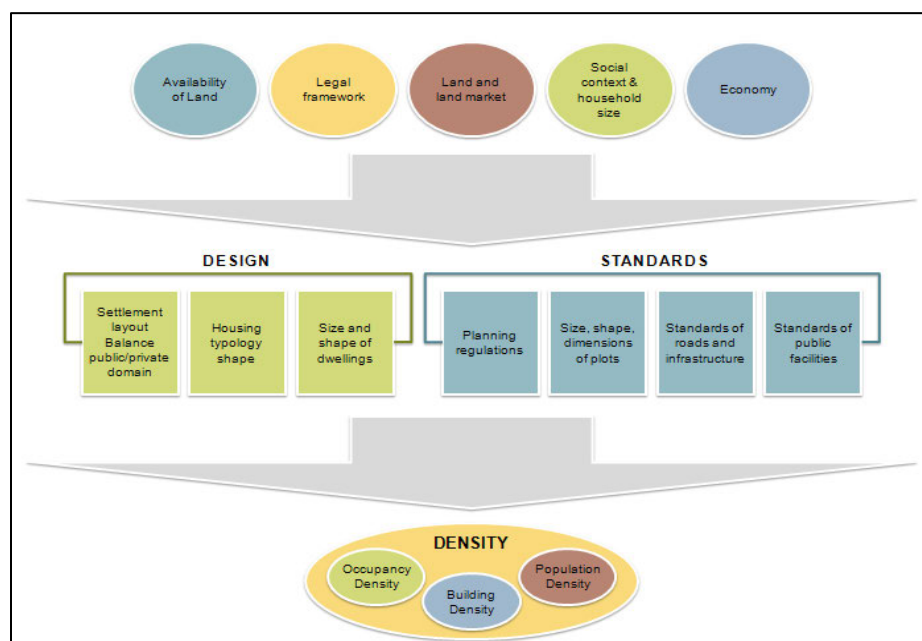 Availability
of Land
Legal
framework
Land and
land market
Social
context &
household
size
Economy
DESIGN
STANDARDS
Settlement
layout
Balance
public/private
domain
Housing
typology
shape
Size and
shape of
dwellings
Planning
regulations
Size, shape,
dimensions
of plots
Standards of
roads and
infrastructure
Standards of
public
facilities
DENSITY
Occupancy
Density
Building
Density
Population
Density